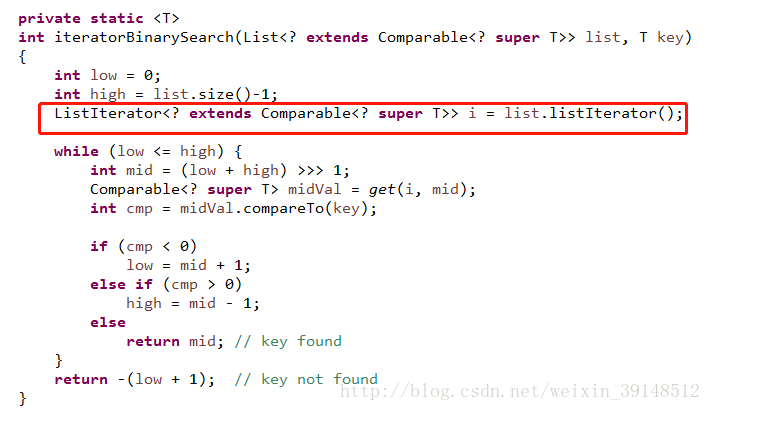 private static <T>
int iteratorBinarySearch(List<? extends Comparable<? super T>> list, T key)
{
    int low = 0;
    int high = list.size()-1;
    ListIterator<? extends Comparable<? super T>> i = list.listIterator();
    while (low <= high) {
        int mid = (low + high) >>> 1;
        Comparable<? super T> midVal = get(i, mid);
        int cmp = midVal.compareTo(key);
        if (cmp < 0)
            low = mid + 1;
        else if (cmp > 0)
            high = mid - 1;
        else
            return mid; // key found
    }
    return -(low + 1);  // key not found
http://blog.csdn.net/weixin_39148512
}